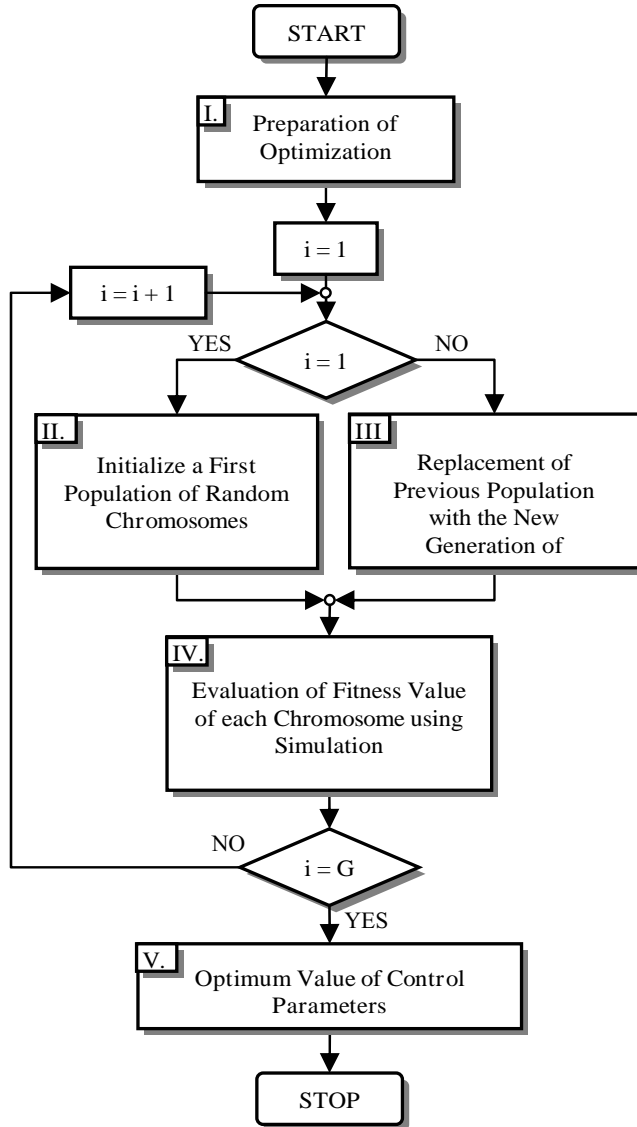 START
I.
Preparation of
Optimization
i = 1
i = i + 1
YES
i = 1
NO
II.
Initialize a First
Population of Random
Chromosomes
III
Replacement of
Previous Population
with the New
Generation of
IV.
Evaluation of Fitness Value
of each Chromosome using
Simulation
NO
i = G
YES
V.
Optimum Value of Control
Parameters
STOP